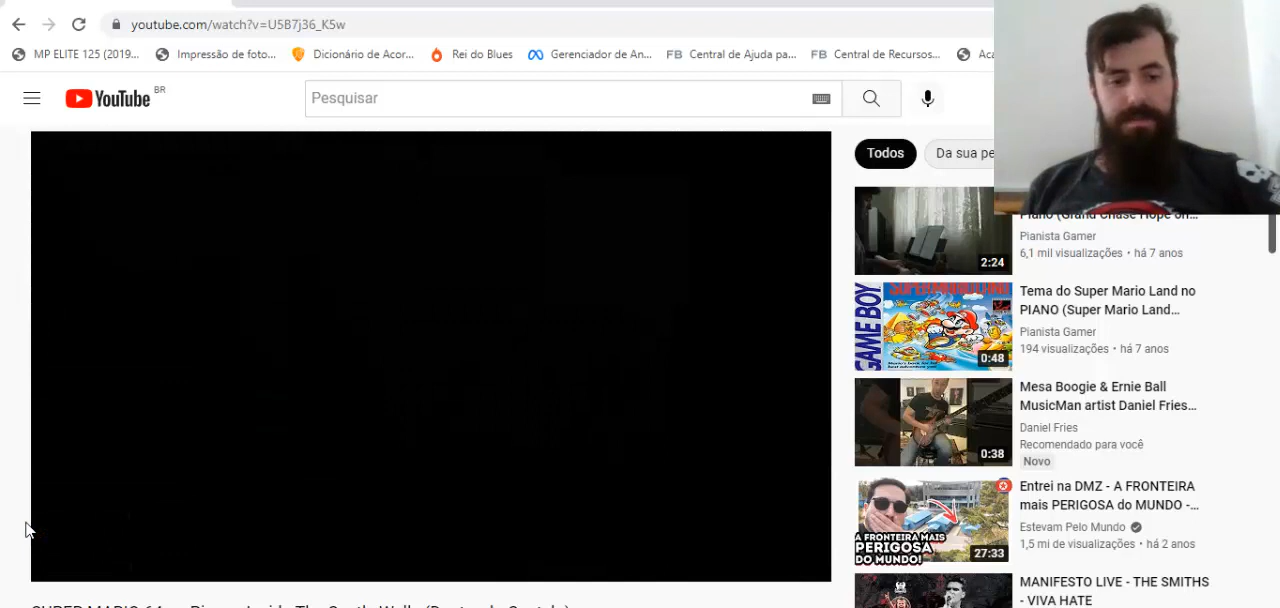 youtube.com/watch?v=U5B7j36_K5w
MP ELITE 125 (2019... Impressão de foto... Dicionário de Acor... Rei do Blues Gerenciador de An... FB Central de Ajuda pa... FB Central de Recursos...
YouTube BR
Pesquisar
Todos
Da sua pe
Piano (Grand Chase Hope on...
Pianista Gamer
6,1 mil visualizações • há 7 anos
2:24
Tema do Super Mario Land no
PIANO (Super Mario Land...
Pianista Gamer
194 visualizações • há 7 anos
GAME BOY
SUPER MARIO LAND
0:48
Mesa Boogie & Ernie Ball
MusicMan artist Daniel Fries...
Daniel Fries
Recomendado para você
Novo
0:38
Entrei na DMZ - A FRONTEIRA
mais PERIGOSA do MUNDO -...
Estevam Pelo Mundo
1,5 mi de visualizações • há 2 anos
A FRONTEIRA MAIS
PERIGOSA
DO MUNDO!
27:33
MANIFESTO LIVE - THE SMITHS
- VIVA HATE